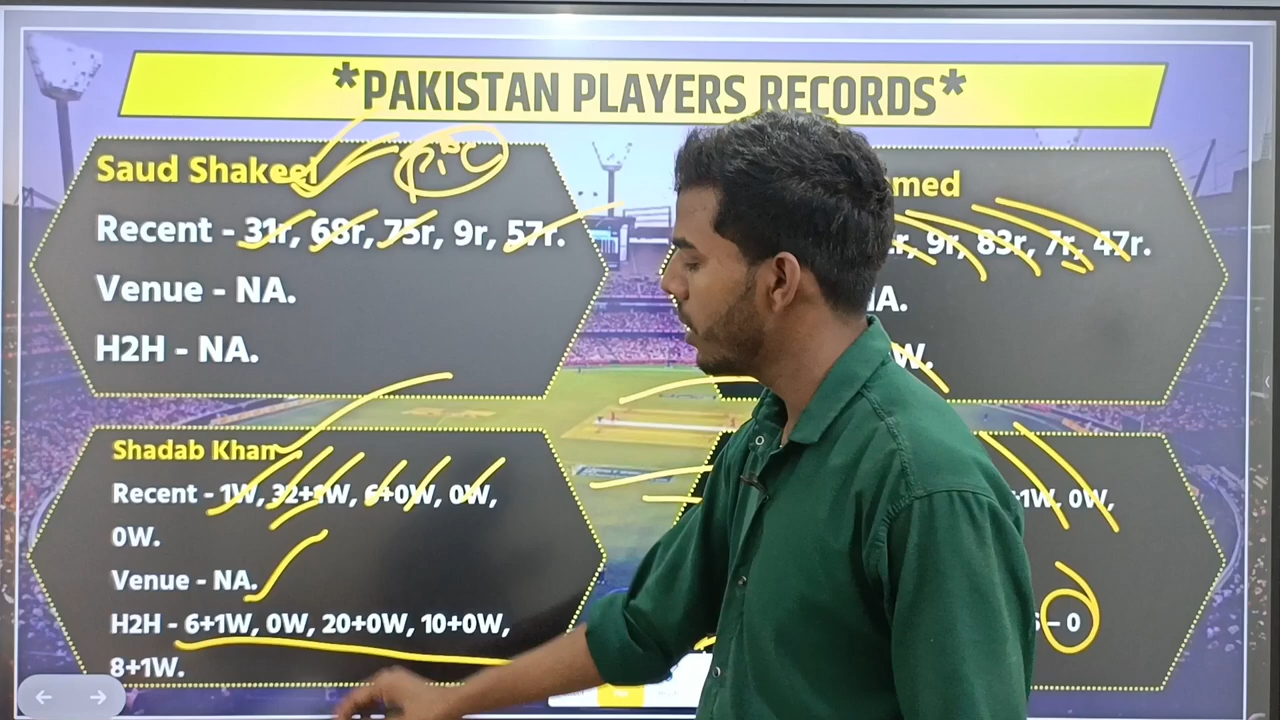 *PAKISTAN PLAYERS RECORDS*
Saud Shakeel
Recent - 31r, 68r, 75r, 9r, 57r.
Venue - NA.
H2H - NA.
med
r, 9r, 83r, 7r, 47r.
A.
W.
Shadab Khan
Recent - 1W, 32+1W, 6+0W, 0W,
0W.
Venue - NA.
H2H - 6+1W, 0W, 20+0W, 10+0W,
8+1W.
1W, 0W,
– 0